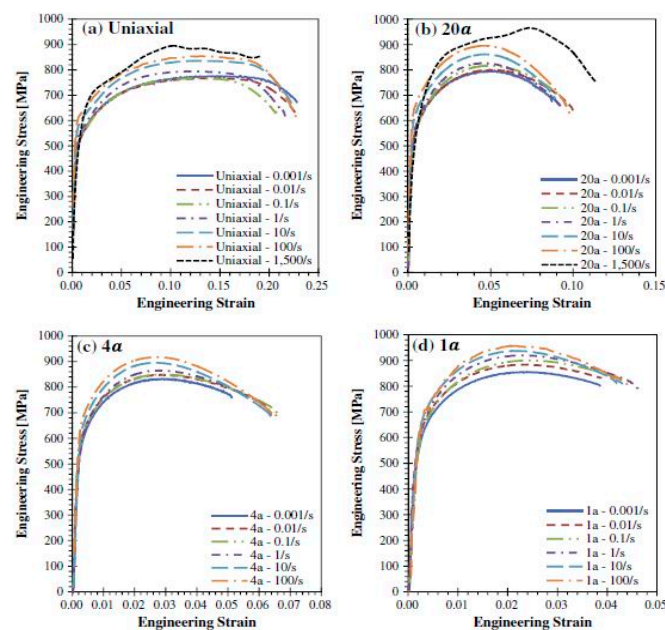 (a) Uniaxial
Engineering Stress [MPa]
1000
900
800
700
600
500
400
300
200
100
0
Uniaxial - 0.001/s
Uniaxial - 0.01/s
Uniaxial - 0.1/s
Uniaxial - 1/s
Uniaxial - 10/s
Uniaxial - 100/s
Uniaxial - 1,500/s
0.00 0.05 0.10 0.15 0.20 0.25
Engineering Strain
(b) 20a
Engineering Stress [MPa]
1000
900
800
700
600
500
400
300
200
100
0
20a - 0.001/s
20a - 0.01/s
20a - 0.1/s
20a - 1/s
20a - 10/s
20a - 100/s
20a - 1,500/s
0.00 0.05 0.10 0.15
Engineering Strain
(c) 4a
Engineering Stress [MPa]
1000
900
800
700
600
500
400
300
200
100
0
4a - 0.001/s
4a - 0.01/s
4a - 0.1/s
4a - 1/s
4a - 10/s
4a - 100/s
0.00 0.01 0.02 0.03 0.04 0.05 0.06 0.07 0.08
Engineering Strain
(d) 1a
Engineering Stress [MPa]
1000
900
800
700
600
500
400
300
200
100
0
1a - 0.001/s
1a - 0.01/s
1a - 0.1/s
1a - 1/s
1a - 10/s
1a - 100/s
0.00 0.01 0.02 0.03 0.04 0.05
Engineering Strain